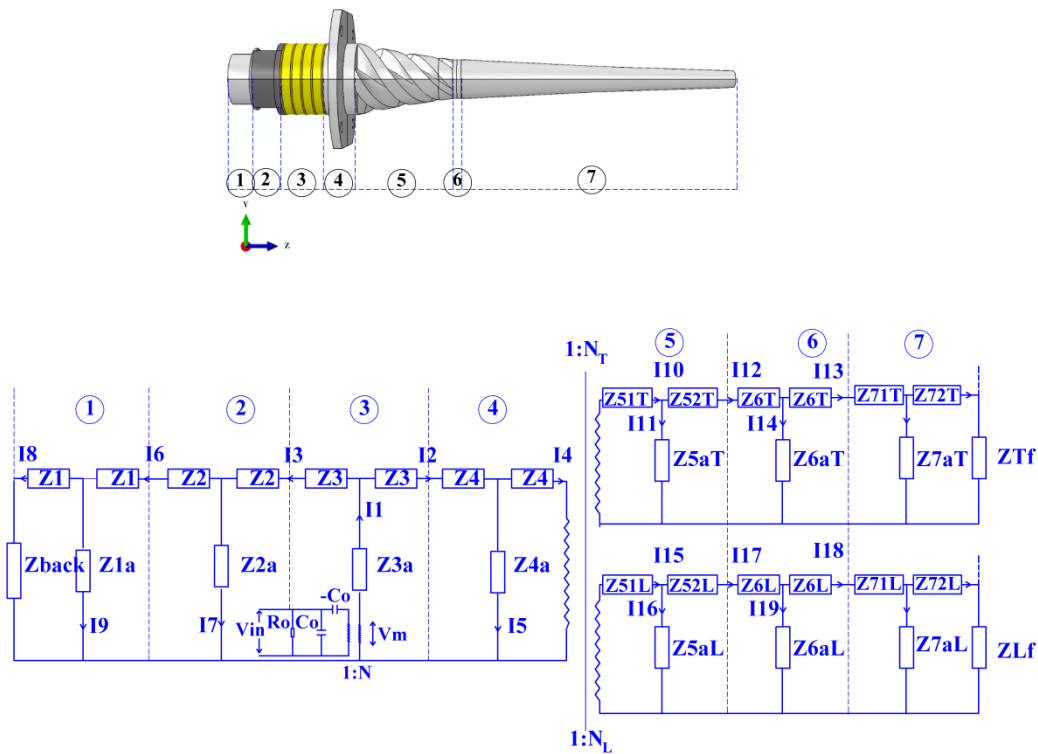 1 2 3 4 5 6 7
Y
Z
5 6 7
1:N_T
I10 I12 I13
Z51T Z52T Z6T Z6T Z71T Z72T
I11 I14
Z5aT Z6aT Z7aT ZTf
1 2 3 4
I8 I6 I3 I2 I4
Z1 Z1 Z2 Z2 Z3 Z3 Z4 Z4
I1
Zback Z1a Z2a Z3a Z4a
-Co
Vin Ro Co Vm
I9 I7 I5
1:N
I15 I17 I18
Z51L Z52L Z6L Z6L Z71L Z72L
I16 I19
Z5aL Z6aL Z7aL ZLf
1:N_L